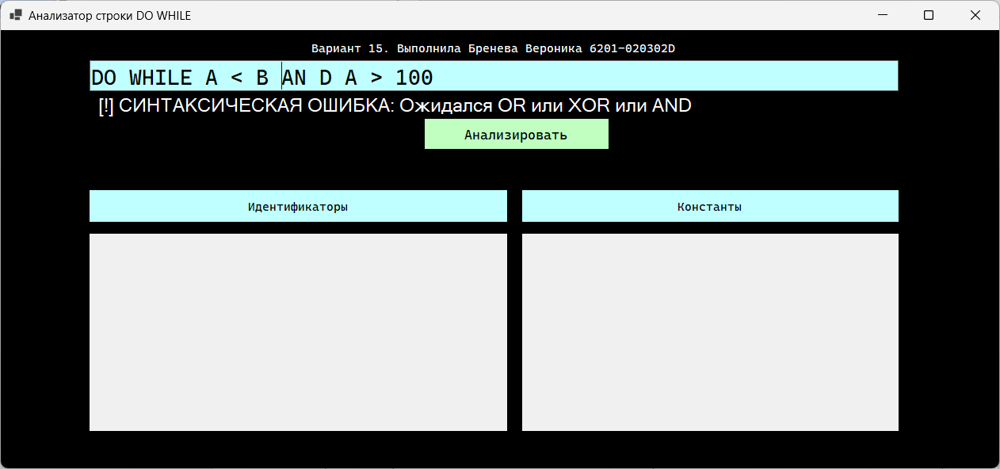 Анализатор строки DO WHILE
Вариант 15. Выполнила Бренева Вероника 6201-020302D
DO WHILE A < B AN D A > 100
[!] СИНТАКСИЧЕСКАЯ ОШИБКА: Ожидался OR или XOR или AND
Анализировать
Идентификаторы Константы